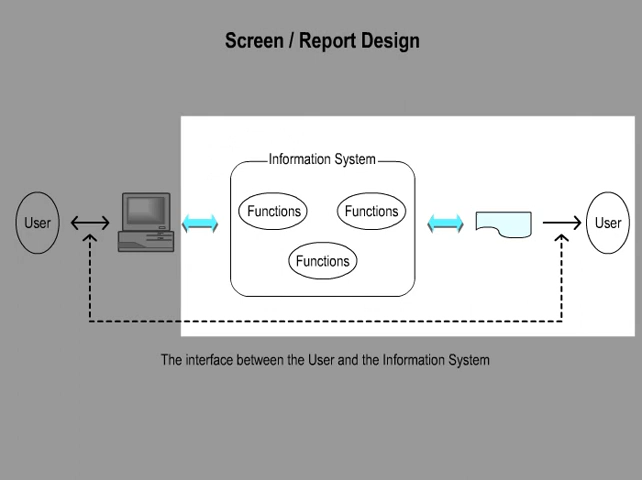 Screen / Report Design
Information System
Functions
Functions
User
User
Functions
The interface between the User and the Information System